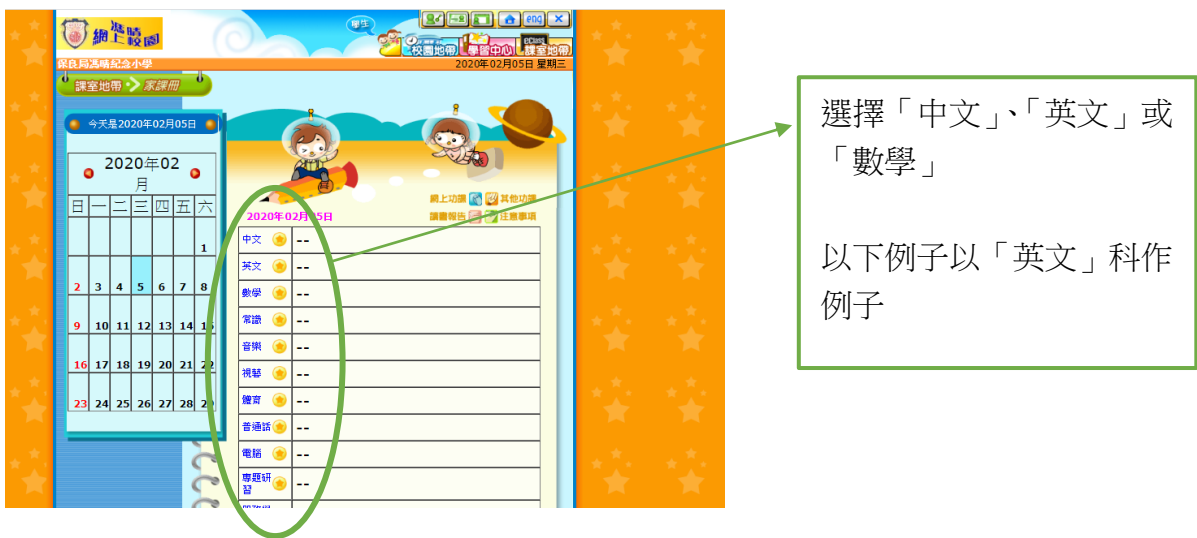 學生
eng
網上馮晴校園
校園地帶 學習中心 eClass 課室地帶
保良局馮晴紀念小學
2020年02月05日 星期三
課室地帶 > 家課冊
今天是2020年02月05日
2020年02
月
日 一 二 三 四 五 六
1
2 3 4 5 6 7 8
9 10 11 12 13 14 15
16 17 18 19 20 21 22
23 24 25 26 27 28 29
網上功課 其他功課
讀書報告 注意事項
2020年02月05日
中文 --
英文 --
數學 --
常識 --
音樂 --
視藝 --
體育 --
普通話 --
電腦 --
專題研
習 --
選擇「中文」、「英文」或
「數學」
以下例子以「英文」科作
例子